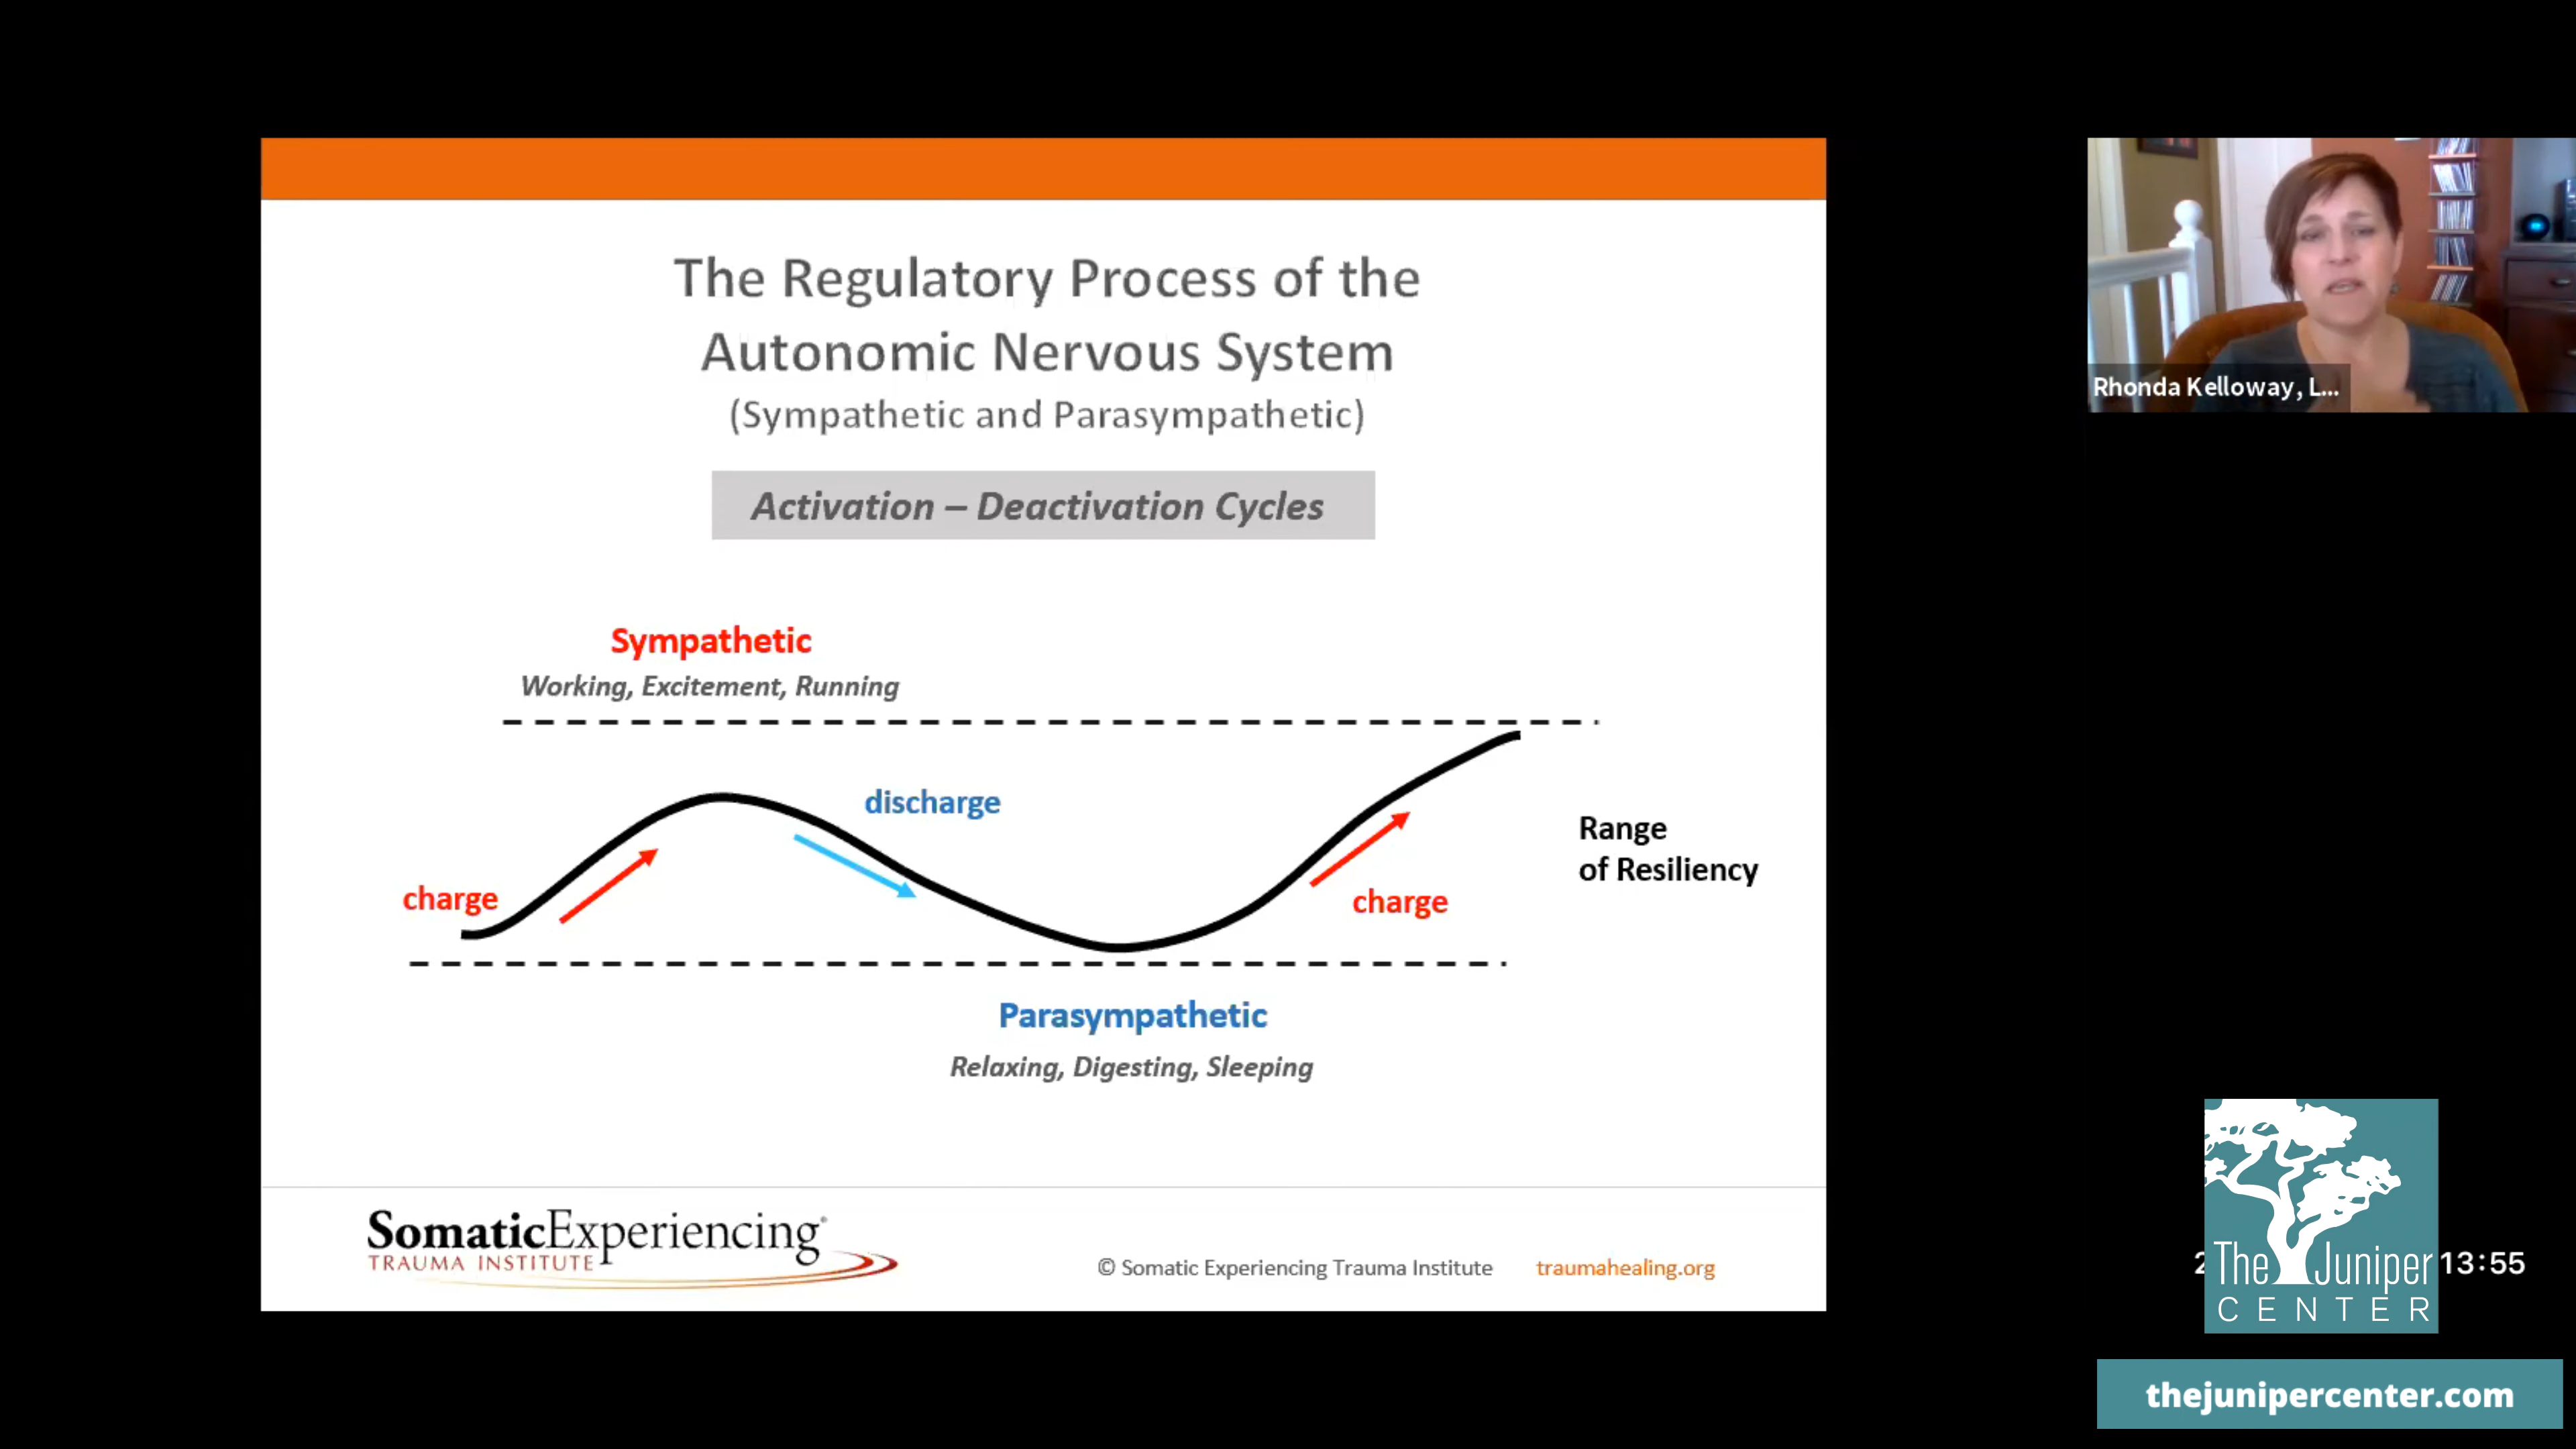 The Regulatory Process of the
Autonomic Nervous System
(Sympathetic and Parasympathetic)
Activation – Deactivation Cycles
Sympathetic
Working, Excitement, Running
discharge
charge
charge
Range
of Resiliency
Parasympathetic
Relaxing, Digesting, Sleeping
SomaticExperiencing®
TRAUMA INSTITUTE
© Somatic Experiencing Trauma Institute traumahealing.org
Rhonda Kelloway, L...
The Juniper
CENTER
13:55
thejunipercenter.com